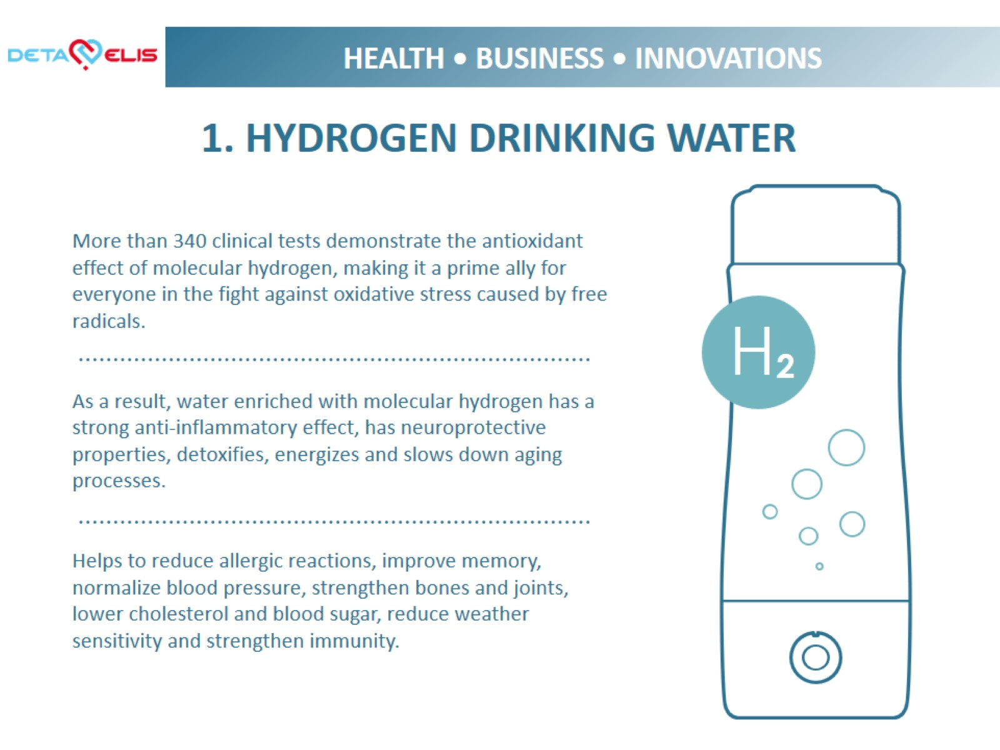 DETA ELIS
HEALTH • BUSINESS • INNOVATIONS
1. HYDROGEN DRINKING WATER
More than 340 clinical tests demonstrate the antioxidant
effect of molecular hydrogen, making it a prime ally for
everyone in the fight against oxidative stress caused by free
radicals.
As a result, water enriched with molecular hydrogen has a
strong anti-inflammatory effect, has neuroprotective
properties, detoxifies, energizes and slows down aging
processes.
Helps to reduce allergic reactions, improve memory,
normalize blood pressure, strengthen bones and joints,
lower cholesterol and blood sugar, reduce weather
sensitivity and strengthen immunity.
H₂